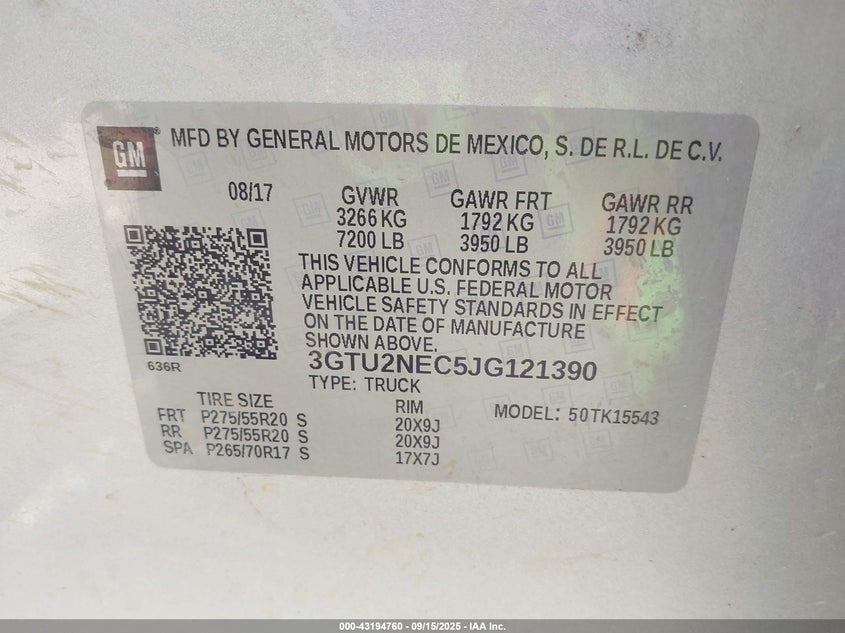 GM
®
MFD BY GENERAL MOTORS DE MEXICO, S. DE R.L. DE C.V.
08/17
GVWR GAWR FRT GAWR RR
3266 KG 1792 KG 1792 KG
7200 LB 3950 LB 3950 LB
THIS VEHICLE CONFORMS TO ALL
APPLICABLE U.S. FEDERAL MOTOR
VEHICLE SAFETY STANDARDS IN EFFECT
ON THE DATE OF MANUFACTURE
SHOWN ABOVE.
636R
3GTU2NEC5JG121390
TYPE: TRUCK
TIRE SIZE RIM MODEL: 50TK15543
FRT P275/55R20 S 20X9J
RR P275/55R20 S 20X9J
SPA P265/70R17 S 17X7J
000-43194760 - 09/15/2025 - IAA Inc.